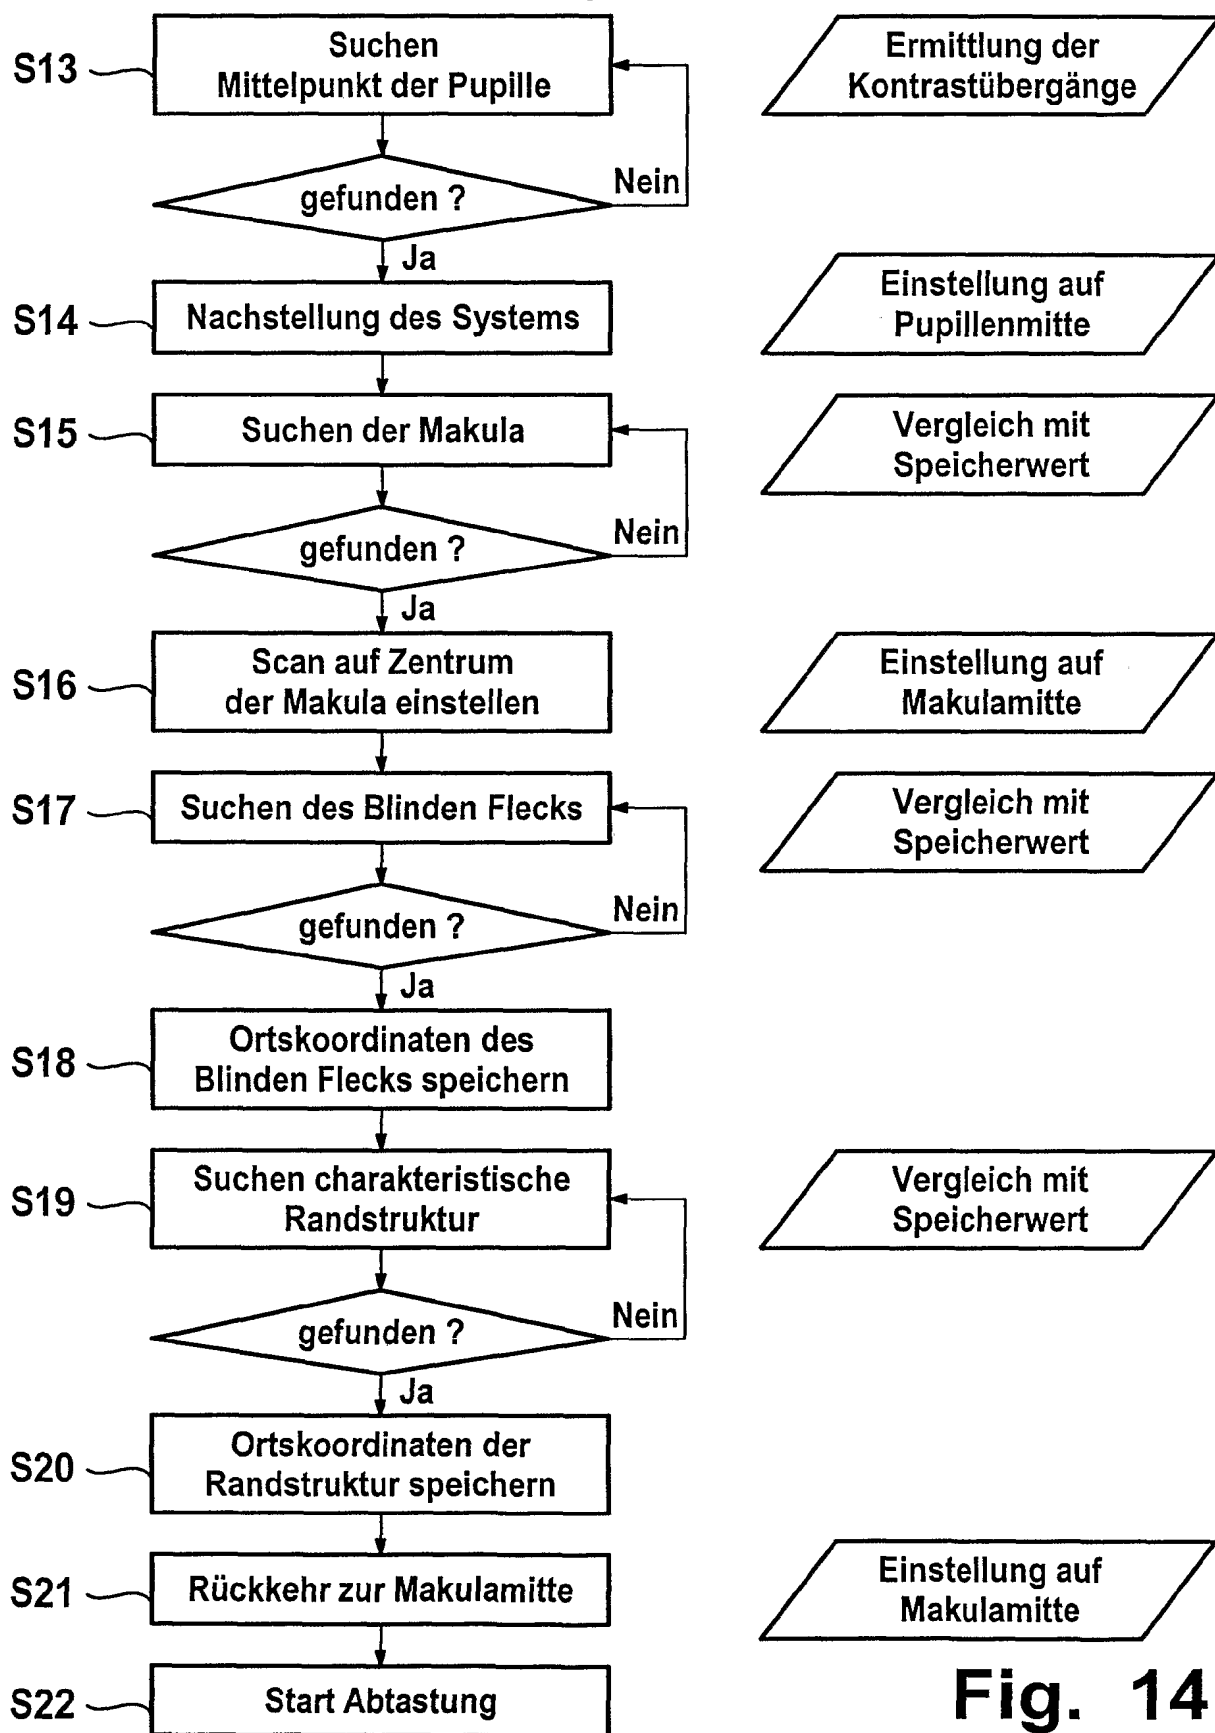 S13
Suchen
Mittelpunkt der Pupille
Ermittlung der
Kontrastübergänge
gefunden ?
Nein
Ja
S14
Nachstellung des Systems
Einstellung auf
Pupillenmitte
S15
Suchen der Makula
Vergleich mit
Speicherwert
gefunden ?
Nein
Ja
S16
Scan auf Zentrum
der Makula einstellen
Einstellung auf
Makulamitte
S17
Suchen des Blinden Flecks
Vergleich mit
Speicherwert
gefunden ?
Nein
Ja
S18
Ortskoordinaten des
Blinden Flecks speichern
S19
Suchen charakteristische
Randstruktur
Vergleich mit
Speicherwert
gefunden ?
Nein
Ja
S20
Ortskoordinaten der
Randstruktur speichern
S21
Rückkehr zur Makulamitte
Einstellung auf
Makulamitte
S22
Start Abtastung
Fig. 14